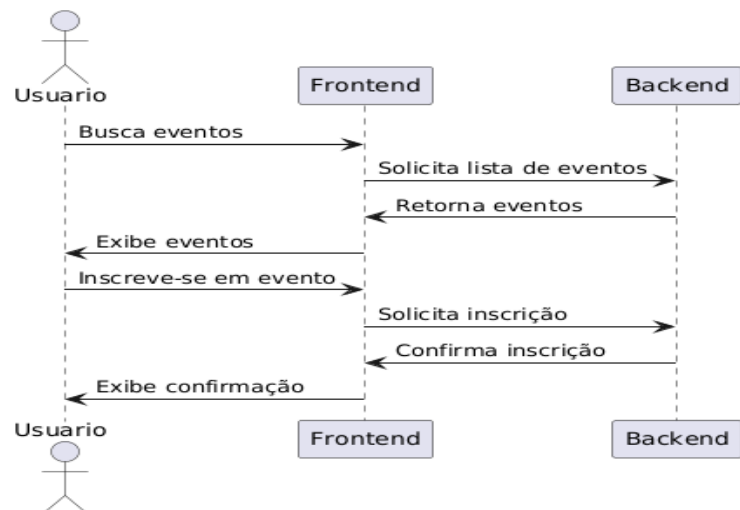 Usuario
Frontend
Backend
Busca eventos
Solicita lista de eventos
Retorna eventos
Exibe eventos
Inscreve-se em evento
Solicita inscrição
Confirma inscrição
Exibe confirmação
Usuario
Frontend
Backend